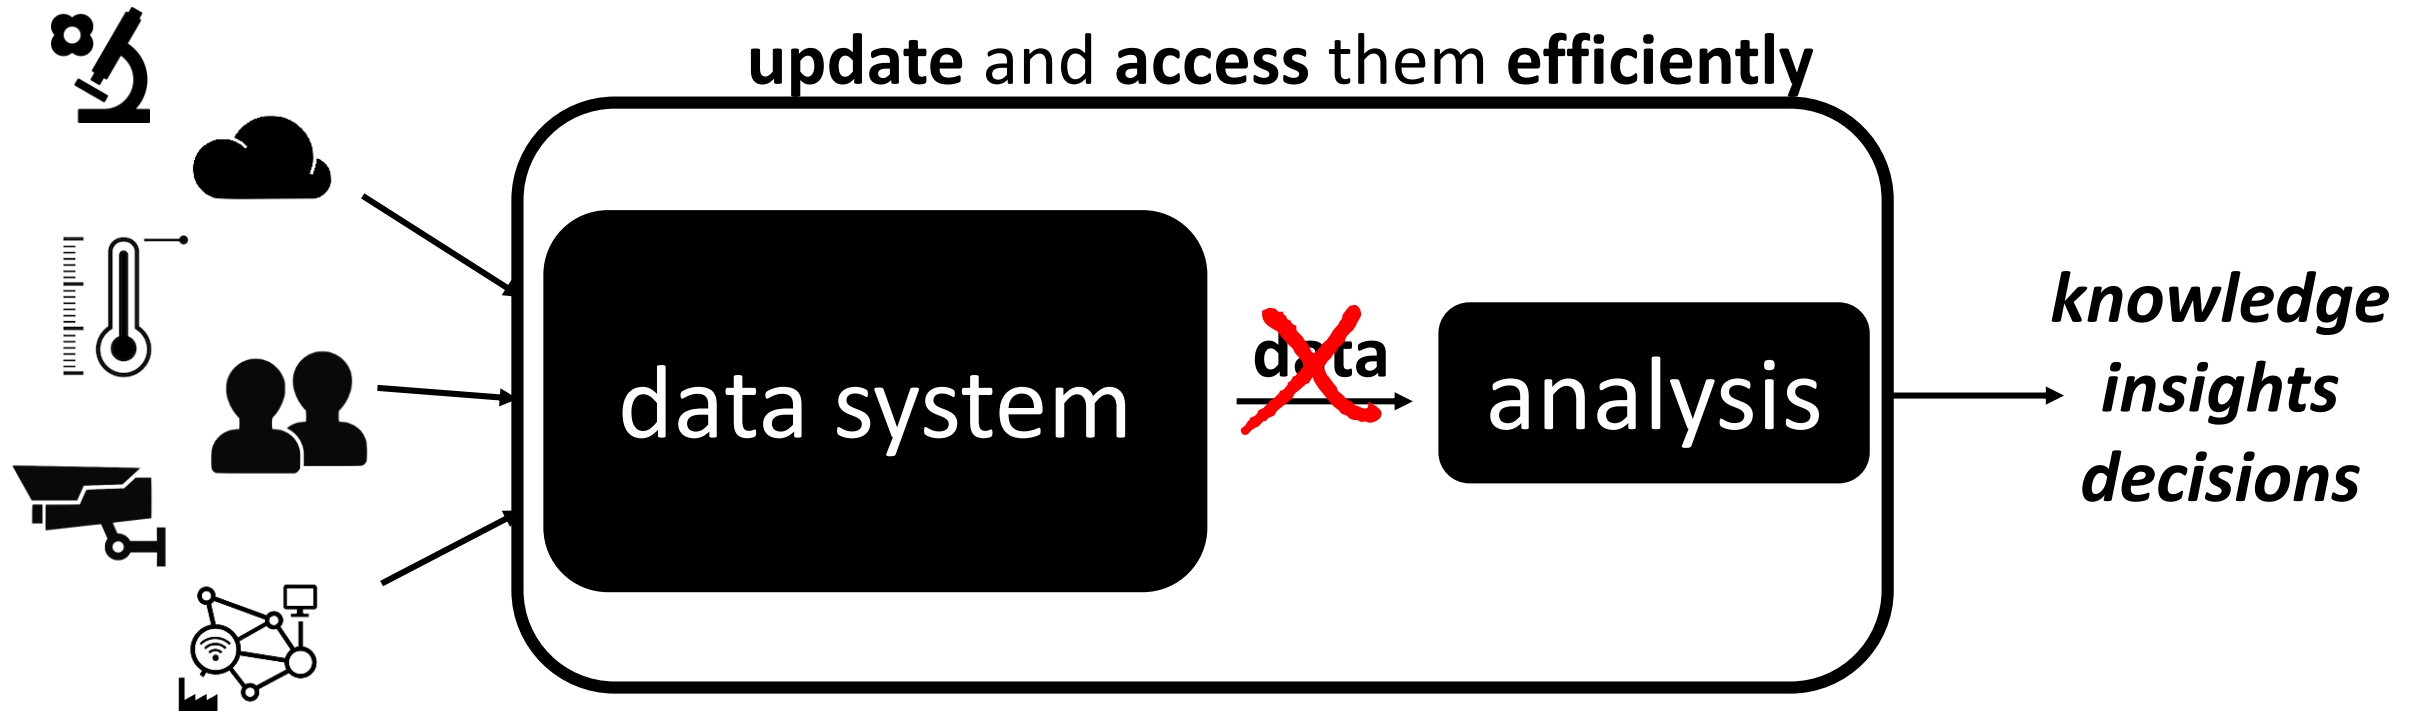 update and access them efficiently
data system
data
analysis
knowledge
insights
decisions